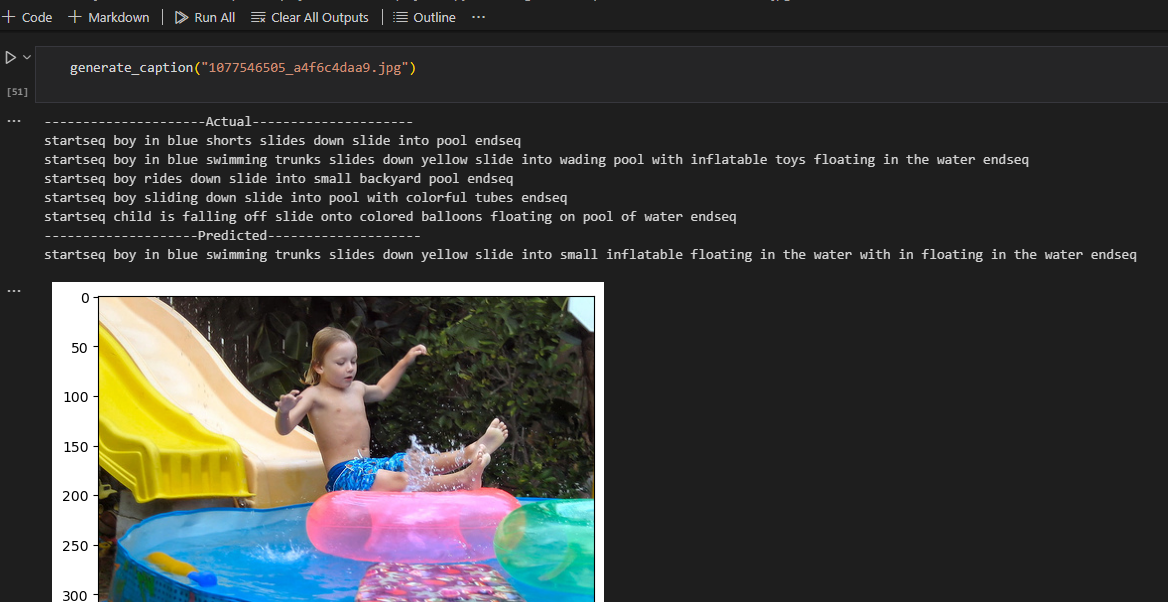 Code Markdown Run All Clear All Outputs Outline ...
generate_caption("1077546505_a4f6c4daa9.jpg")
[51]
... ---------------------Actual---------------------
startseq boy in blue shorts slides down slide into pool endseq
startseq boy in blue swimming trunks slides down yellow slide into wading pool with inflatable toys floating in the water endseq
startseq boy rides down slide into small backyard pool endseq
startseq boy sliding down slide into pool with colorful tubes endseq
startseq child is falling off slide onto colored balloons floating on pool of water endseq
--------------------Predicted--------------------
startseq boy in blue swimming trunks slides down yellow slide into small inflatable floating in the water with in floating in the water endseq
...
0
50
100
150
200
250
300